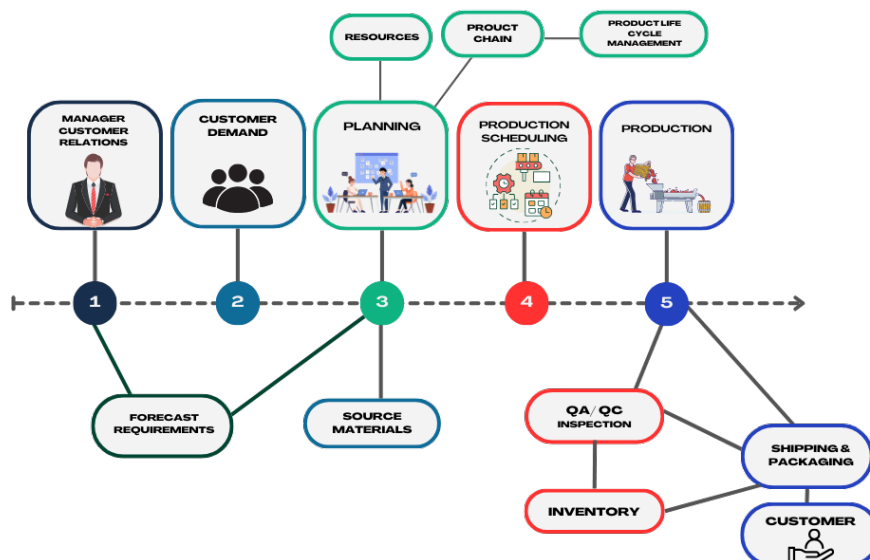 RESOURCES
PROUCT
CHAIN
PRODUCT LIFE
CYCLE
MANAGEMENT
MANAGER
CUSTOMER
RELATIONS
CUSTOMER
DEMAND
PLANNING
PRODUCTION
SCHEDULING
PRODUCTION
1
2
3
4
5
FORECAST
REQUIREMENTS
SOURCE
MATERIALS
QA/QC
INSPECTION
SHIPPING &
PACKAGING
INVENTORY
CUSTOMER